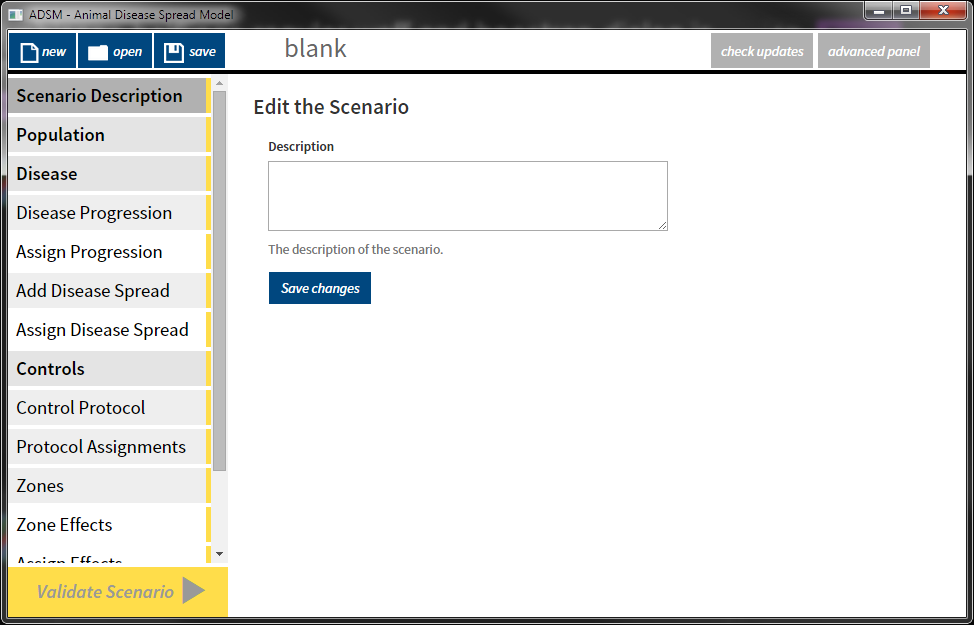 ADSM - Animal Disease Spread Model
new open save blank check updates advanced panel
Scenario Description
Population
Disease
Disease Progression
Assign Progression
Add Disease Spread
Assign Disease Spread
Controls
Control Protocol
Protocol Assignments
Zones
Zone Effects
Assign Effects
Validate Scenario
Edit the Scenario
Description
The description of the scenario.
Save changes